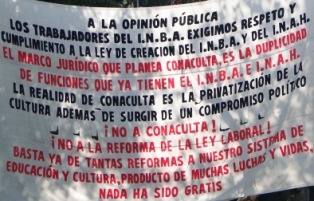 A LA OPINIÓN PÚBLICA
LOS TRABAJADORES DEL I.N.B.A. EXIGIMOS RESPETO Y
CUMPLIMIENTO A LA LEY DE CREACION DEL I.N.B.A. Y DEL I.N.A.H.
EL MARCO JURÍDICO QUE PLANEA CONACULTA, ES LA DUPLICIDAD
DE FUNCIONES QUE YA TIENEN EL I.N.B.A. E I.N.A.H.
LA REALIDAD DE CONACULTA ES LA PRIVATIZACIÓN DE LA
CULTURA ADEMAS DE SURGIR DE UN COMPROMISO POLÍTCO
¡NO A CONACULTA!
¡NO A LA REFORMA DE LA LEY LABORAL!
BASTA YA DE TANTAS REFORMAS A NUESTRO SISTEMA DE
EDUCACIÓN Y CULTURA, PRODUCTO DE MUCHAS LUCHAS Y VIDAS,
NADA HA SIDO GRATIS